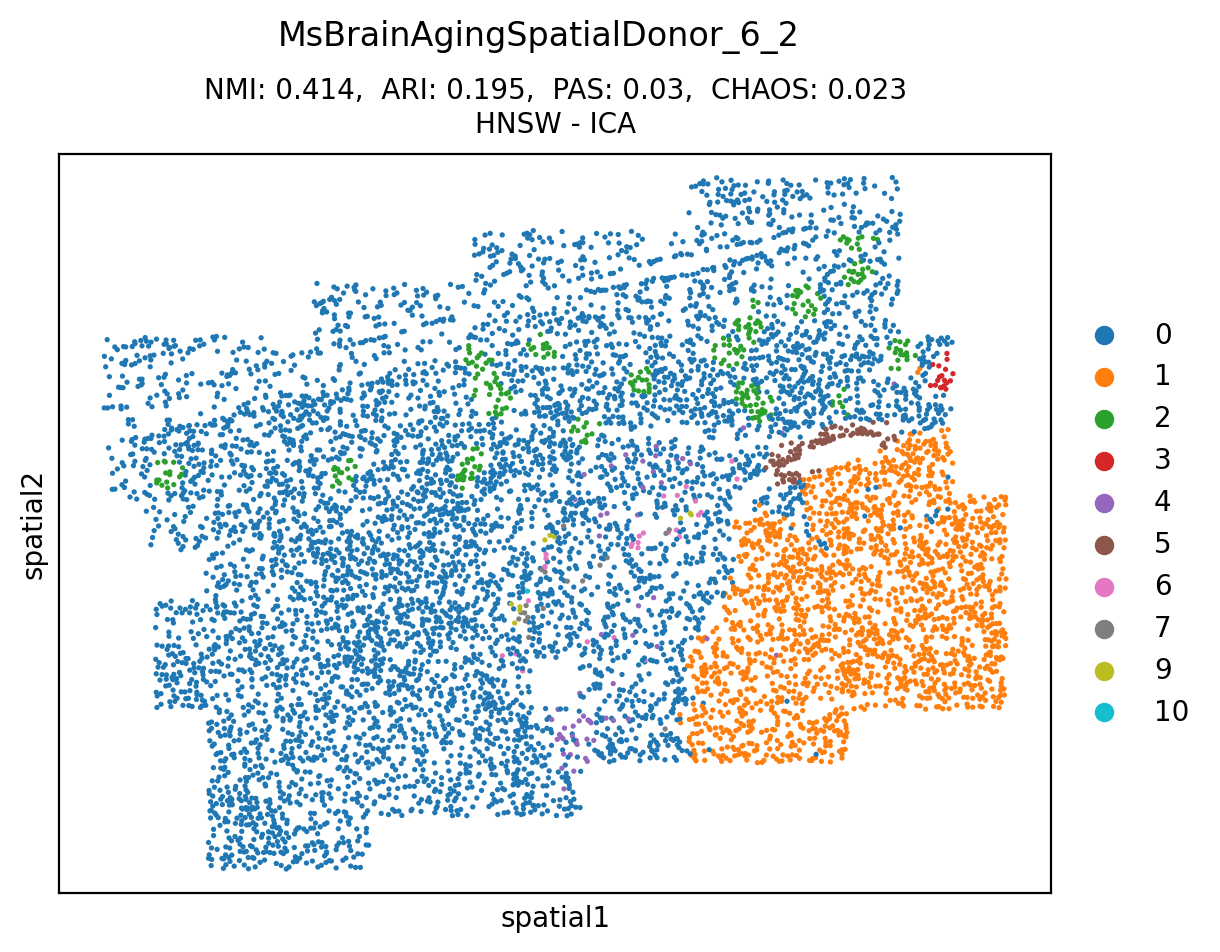 MsBrainAgingSpatialDonor_6_2
NMI: 0.414,  ARI: 0.195,  PAS: 0.03,  CHAOS: 0.023
HNSW - ICA
spatial2
0
1
2
3
4
5
6
7
9
10
spatial1